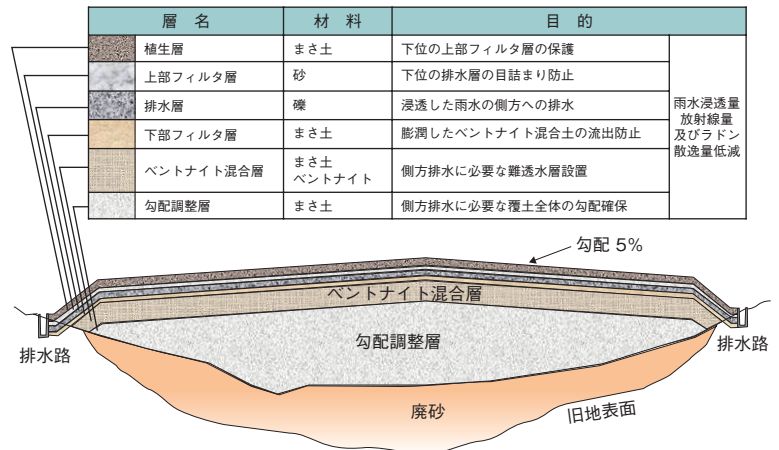 層 名 材 料 目 的
植生層 まさ土 下位の上部フィルタ層の保護
上部フィルタ層 砂 下位の排水層の目詰まり防止
排水層 礫 浸透した雨水の側方への排水
下部フィルタ層 まさ土 膨潤したベントナイト混合土の流出防止
ベントナイト混合層 まさ土 側方排水に必要な難透水層設置
ベントナイト
勾配調整層 まさ土 側方排水に必要な覆土全体の勾配確保
雨水浸透量
放射線量
及びラドン
散逸量低減
勾配 5%
ベントナイト混合層
勾配調整層
排水路
排水路
廃砂
旧地表面